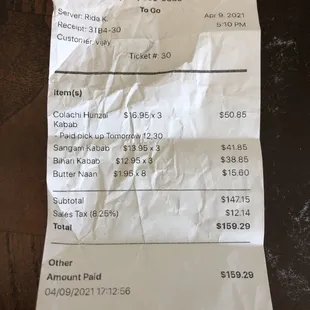 To Go
Server: Rida K. Apr 9, 2021
Receipt: 31B4-30 5:10 PM
Customer: vijay
Ticket #: 30
Item(s)
Colachi Hunzai Kabab $16.95 x 3 $50.85
- Paid pick up Tomorrow 12:30
Sangam Kabab $13.95 x 3 $41.85
Bihari Kabab $12.95 x 3 $38.85
Butter Naan $1.95 x 8 $15.60
Subtotal $147.15
Sales Tax (8.25%) $12.14
Total $159.29
Other
Amount Paid $159.29
04/09/2021 17:12:56